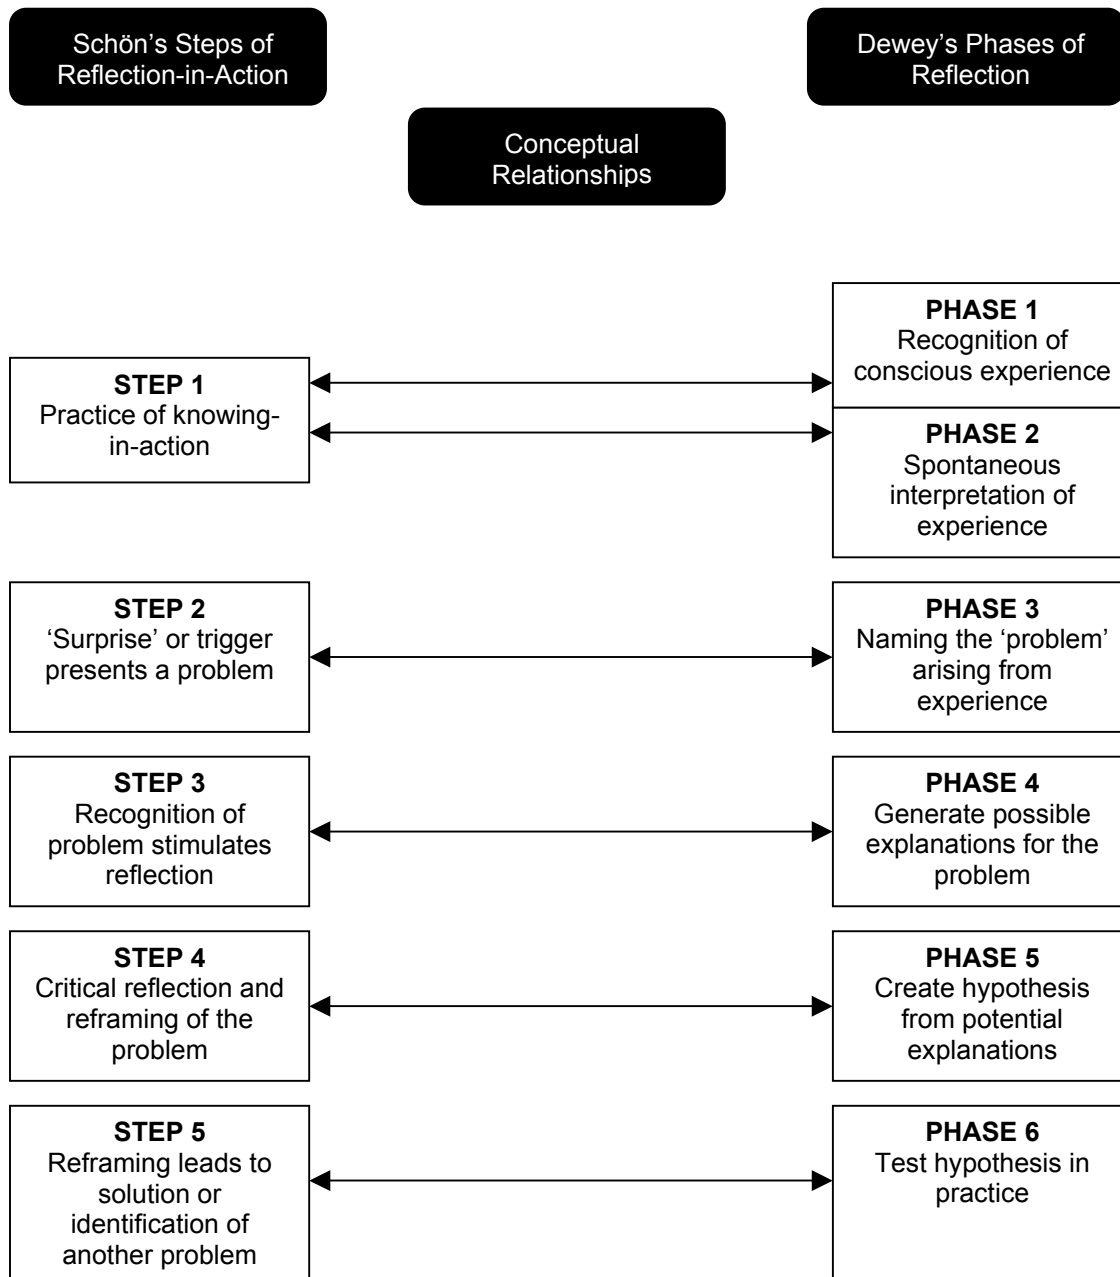 Schön’s Steps of
Reflection-in-Action
Dewey’s Phases of
Reflection
Conceptual
Relationships
STEP 1
Practice of knowing-
in-action
PHASE 1
Recognition of
conscious experience
PHASE 2
Spontaneous
interpretation of
experience
STEP 2
‘Surprise’ or trigger
presents a problem
PHASE 3
Naming the ‘problem’
arising from
experience
STEP 3
Recognition of
problem stimulates
reflection
PHASE 4
Generate possible
explanations for the
problem
STEP 4
Critical reflection and
reframing of the
problem
PHASE 5
Create hypothesis
from potential
explanations
STEP 5
Reframing leads to
solution or
identification of
another problem
PHASE 6
Test hypothesis in
practice